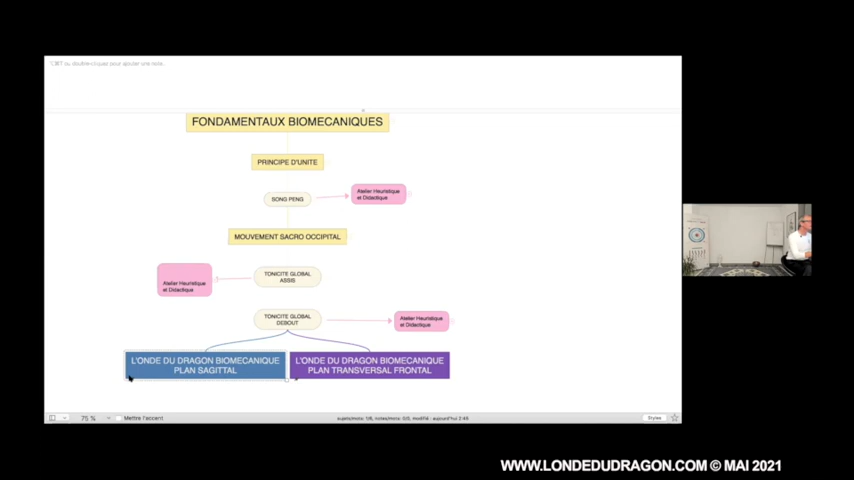 FONDAMENTAUX BIOMECANIQUES
PRINCIPE D'UNITE
SONG PENG
Atelier Heuristique
et Didactique
MOUVEMENT SACRO OCCIPITAL
TONICITE GLOBAL
ASSIS
Atelier Heuristique
et Didactique
TONICITE GLOBAL
DEBOUT
Atelier Heuristique
et Didactique
L'ONDE DU DRAGON BIOMECANIQUE
PLAN SAGITTAL
L'ONDE DU DRAGON BIOMECANIQUE
PLAN TRANSVERSAL FRONTAL
75 %
Mettre l'accent
Styles
WWW.LONDEDUDRAGON.COM © MAI 2021